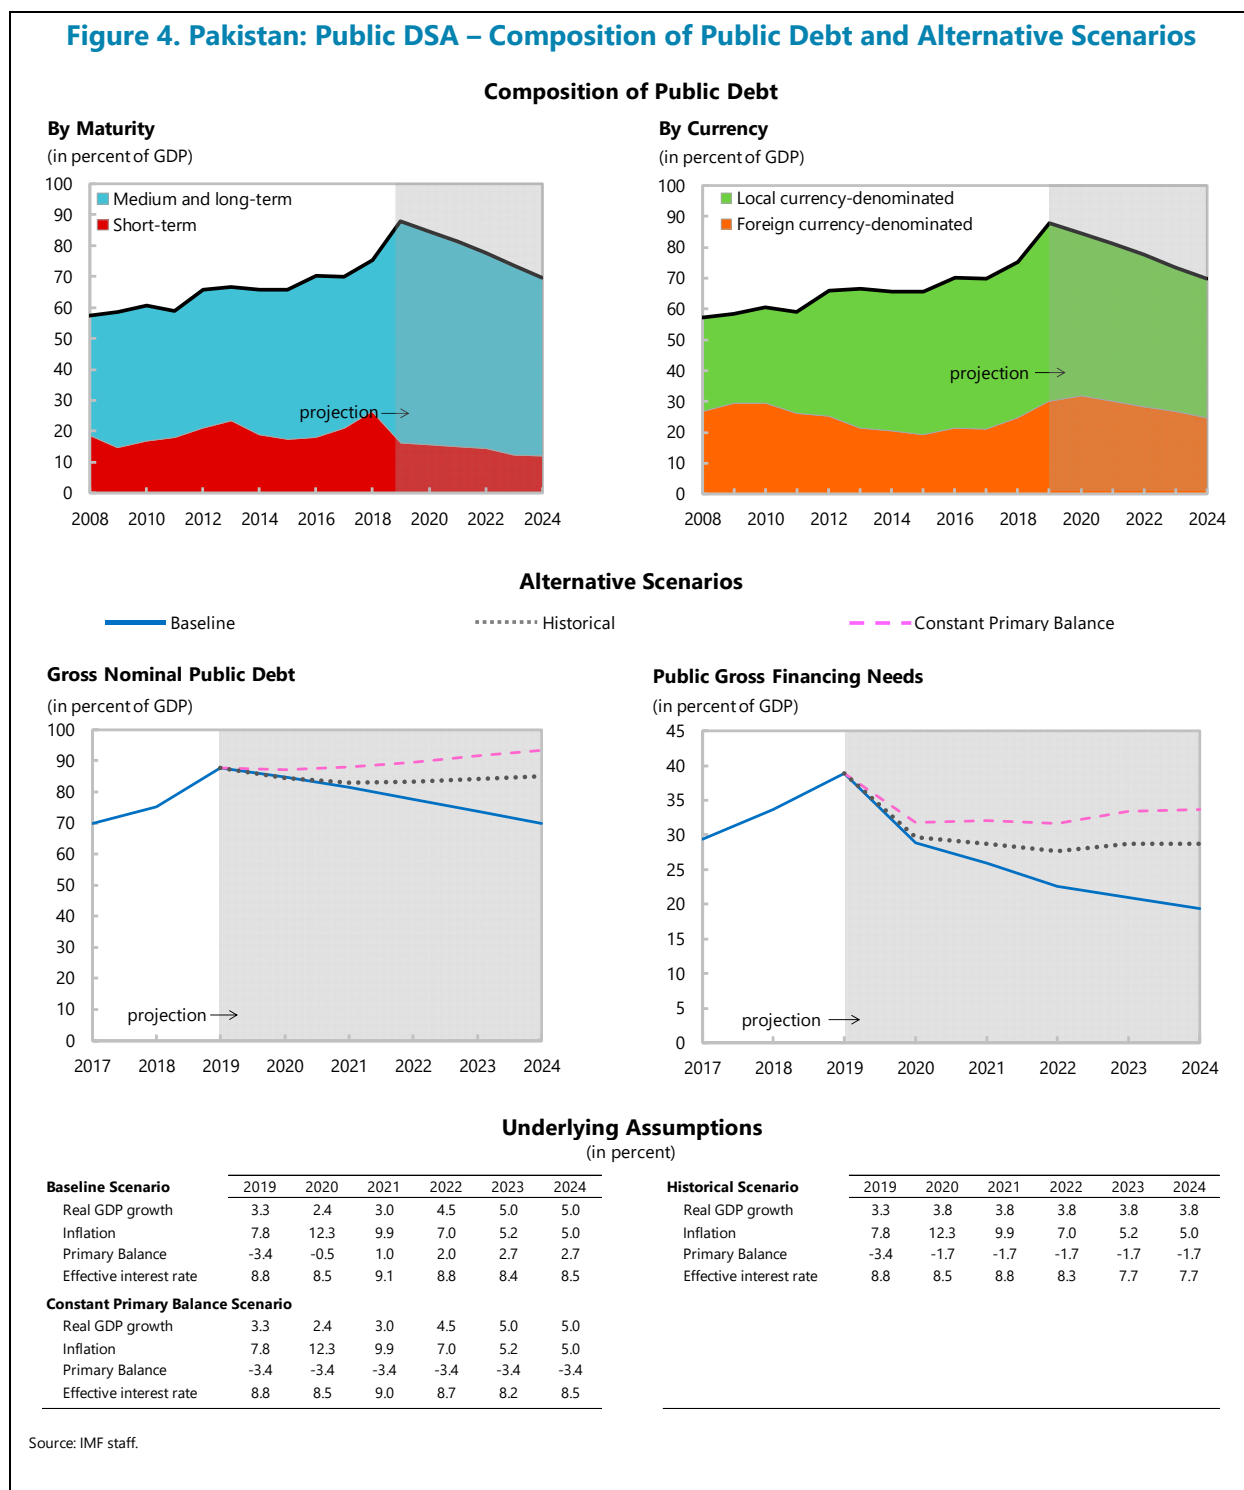 Figure 4. Pakistan: Public DSA – Composition of Public Debt and Alternative Scenarios
Composition of Public Debt
By Maturity
(in percent of GDP)
100
90
80
70
60
50
40
30
20
10
0
Medium and long-term
Short-term
projection
2008 2010 2012 2014 2016 2018 2020 2022 2024
By Currency
(in percent of GDP)
100
90
80
70
60
50
40
30
20
10
0
Local currency-denominated
Foreign currency-denominated
projection
2008 2010 2012 2014 2016 2018 2020 2022 2024
Alternative Scenarios
Baseline Historical Constant Primary Balance
Gross Nominal Public Debt
(in percent of GDP)
100
90
80
70
60
50
40
30
20
10
0
projection
2017 2018 2019 2020 2021 2022 2023 2024
Public Gross Financing Needs
(in percent of GDP)
45
40
35
30
25
20
15
10
5
0
projection
2017 2018 2019 2020 2021 2022 2023 2024
Underlying Assumptions
(in percent)
Baseline Scenario 2019 2020 2021 2022 2023 2024
Real GDP growth 3.3 2.4 3.0 4.5 5.0 5.0
Inflation 7.8 12.3 9.9 7.0 5.2 5.0
Primary Balance -3.4 -0.5 1.0 2.0 2.7 2.7
Effective interest rate 8.8 8.5 9.1 8.8 8.4 8.5
Constant Primary Balance Scenario
Real GDP growth 3.3 2.4 3.0 4.5 5.0 5.0
Inflation 7.8 12.3 9.9 7.0 5.2 5.0
Primary Balance -3.4 -3.4 -3.4 -3.4 -3.4 -3.4
Effective interest rate 8.8 8.5 9.0 8.7 8.2 8.5
Historical Scenario 2019 2020 2021 2022 2023 2024
Real GDP growth 3.3 3.8 3.8 3.8 3.8 3.8
Inflation 7.8 12.3 9.9 7.0 5.2 5.0
Primary Balance -3.4 -1.7 -1.7 -1.7 -1.7 -1.7
Effective interest rate 8.8 8.5 8.8 8.3 7.7 7.7
Source: IMF staff.